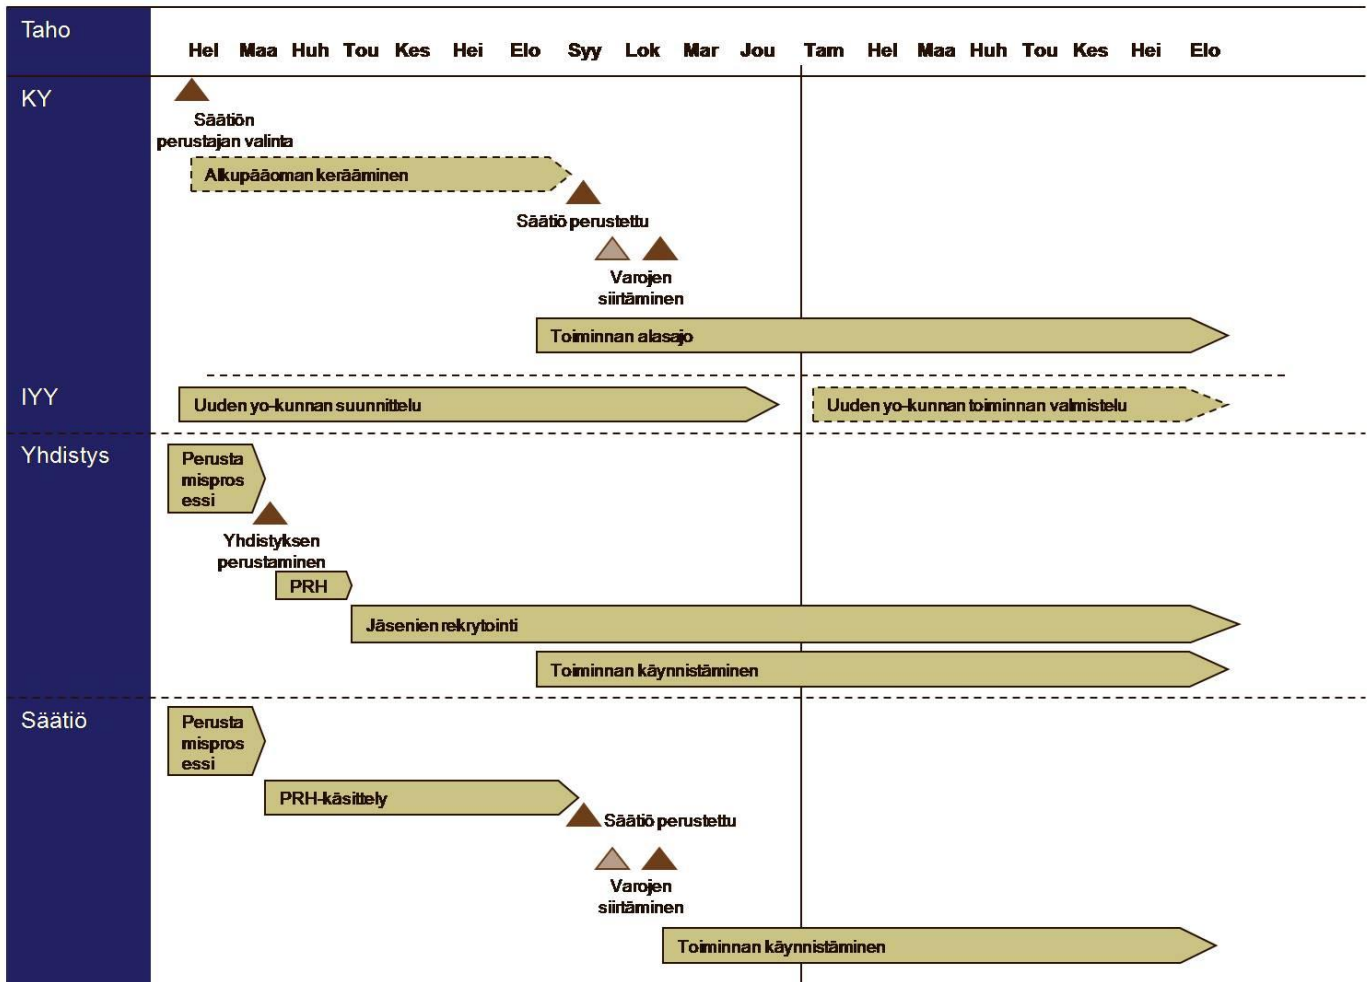 Taho
Hel Maa Huh Tou Kes Hei Elo Syy Lok Mar Jou Tam Hel Maa Huh Tou Kes Hei Elo
KY
Säätiön
perustajan valinta
Alkupääoman kerääminen
Säätiö perustettu
Varojen
siirtäminen
Toiminnan alasajo
IYY
Uuden yo-kunnan suunnittelu
Uuden yo-kunnan toiminnan valmistelu
Yhdistys
Perusta
mispros
essi
Yhdistyksen
perustaminen
PRH
Jäsenien rekrytointi
Toiminnan käynnistäminen
Säätiö
Perusta
mispros
essi
PRH-käsittely
Säätiö perustettu
Varojen
siirtäminen
Toiminnan käynnistäminen